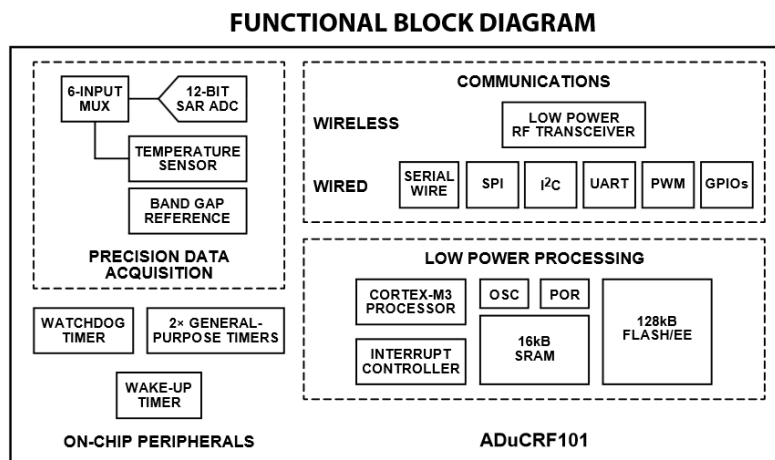 FUNCTIONAL BLOCK DIAGRAM
6-INPUT
MUX
12-BIT
SAR ADC
TEMPERATURE
SENSOR
BAND GAP
REFERENCE
PRECISION DATA
ACQUISITION
WATCHDOG
TIMER
2× GENERAL-
PURPOSE TIMERS
WAKE-UP
TIMER
ON-CHIP PERIPHERALS
COMMUNICATIONS
WIRELESS
LOW POWER
RF TRANSCEIVER
WIRED
SERIAL
WIRE
SPI
I²C
UART
PWM
GPIOs
LOW POWER PROCESSING
CORTEX-M3
PROCESSOR
OSC
POR
128kB
FLASH/EE
INTERRUPT
CONTROLLER
16kB
SRAM
ADuCRF101